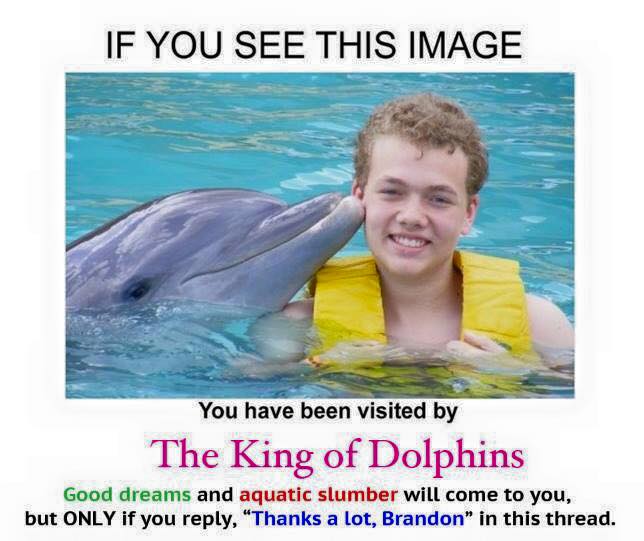 IF YOU SEE THIS IMAGE
You have been visited by
The King of Dolphins
Good dreams and aquatic slumber will come to you,
but ONLY if you reply, “Thanks a lot, Brandon” in this thread.